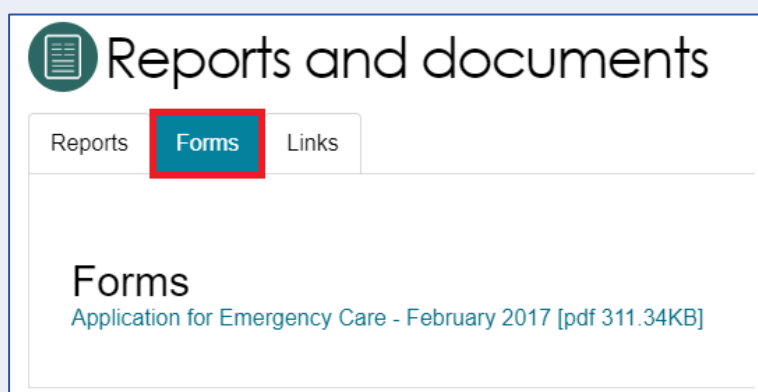 Reports and documents
Reports Forms Links
Forms
Application for Emergency Care - February 2017 [pdf 311.34KB]